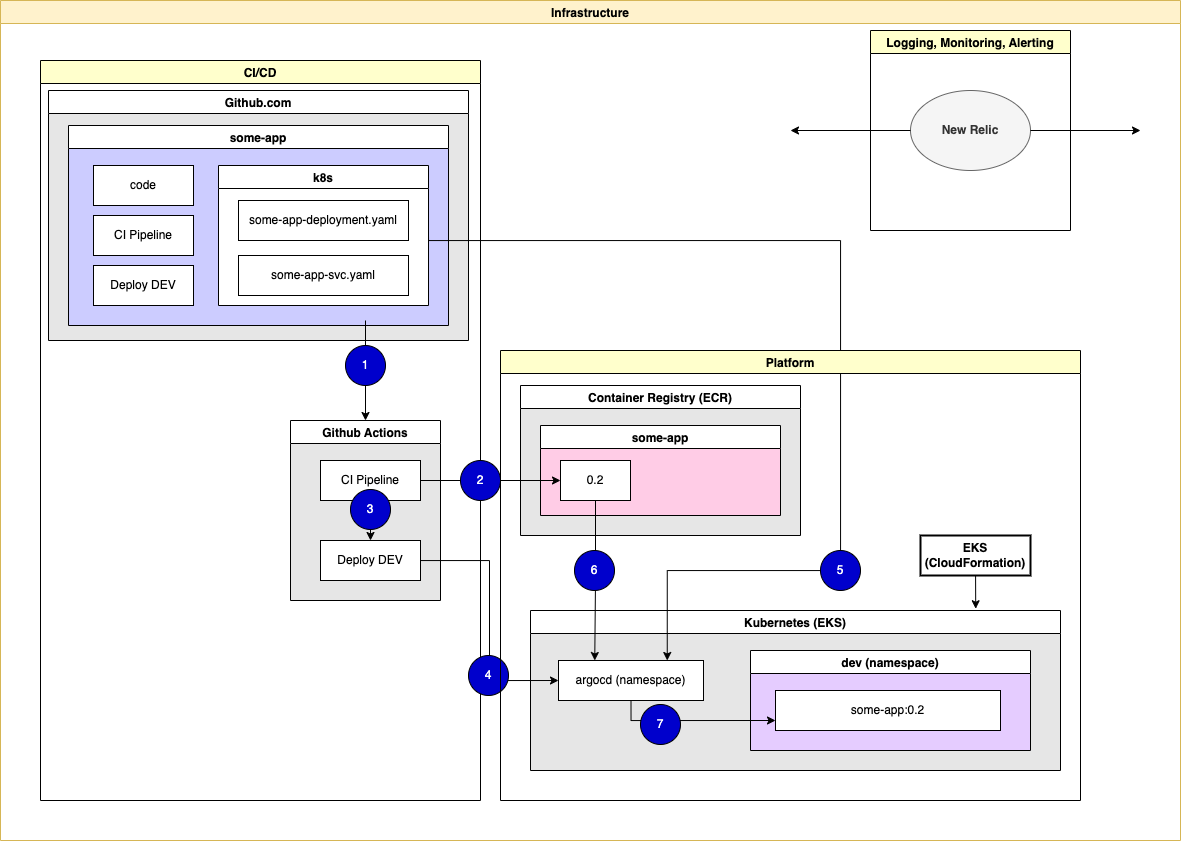 Infrastructure
Logging, Monitoring, Alerting
New Relic
CI/CD
Github.com
some-app
code
CI Pipeline
Deploy DEV
k8s
some-app-deployment.yaml
some-app-svc.yaml
1
Github Actions
CI Pipeline
3
Deploy DEV
2
Platform
Container Registry (ECR)
some-app
0.2
6
5
EKS
(CloudFormation)
4
Kubernetes (EKS)
argocd (namespace)
7
dev (namespace)
some-app:0.2